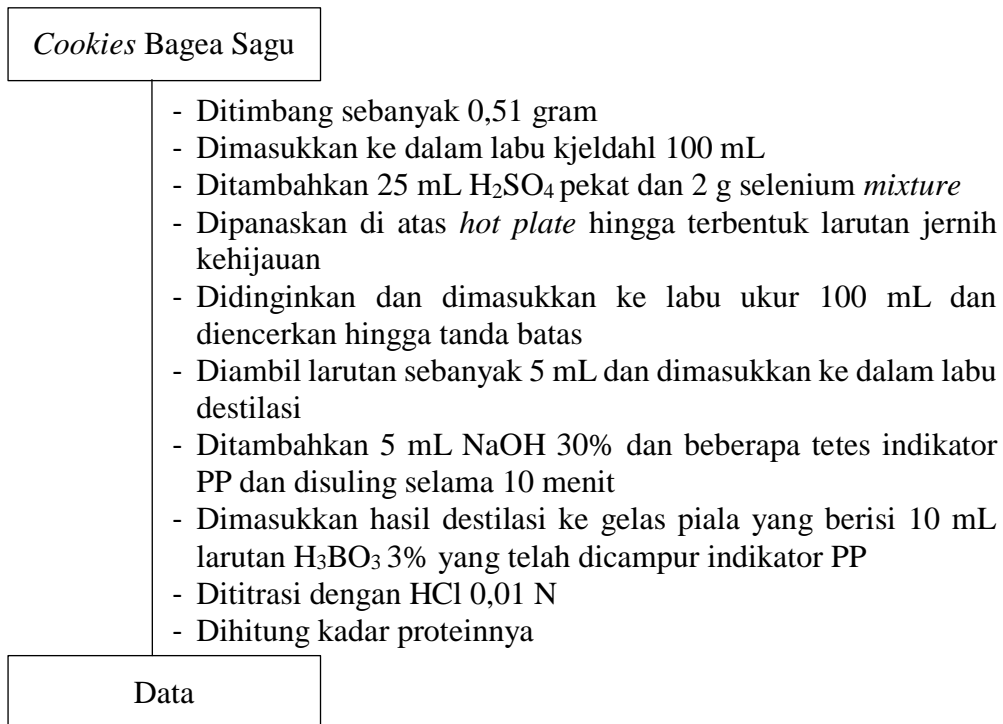 Cookies Bagea Sagu
- Ditimbang sebanyak 0,51 gram
- Dimasukkan ke dalam labu kjeldahl 100 mL
- Ditambahkan 25 mL H₂SO₄ pekat dan 2 g selenium mixture
- Dipanaskan di atas hot plate hingga terbentuk larutan jernih
kehijauan
- Didinginkan dan dimasukkan ke labu ukur 100 mL dan
diencerkan hingga tanda batas
- Diambil larutan sebanyak 5 mL dan dimasukkan ke dalam labu
destilasi
- Ditambahkan 5 mL NaOH 30% dan beberapa tetes indikator
PP dan disuling selama 10 menit
- Dimasukkan hasil destilasi ke gelas piala yang berisi 10 mL
larutan H₃BO₃ 3% yang telah dicampur indikator PP
- Dititrasi dengan HCl 0,01 N
- Dihitung kadar proteinnya
Data